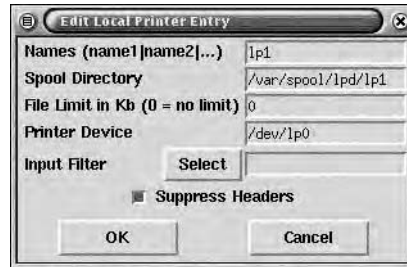 Edit Local Printer Entry
Names (name1|name2|...) lp1
Spool Directory /var/spool/lpd/lp1
File Limit in Kb (0 = no limit) 0
Printer Device /dev/lp0
Input Filter Select
Suppress Headers
OK Cancel